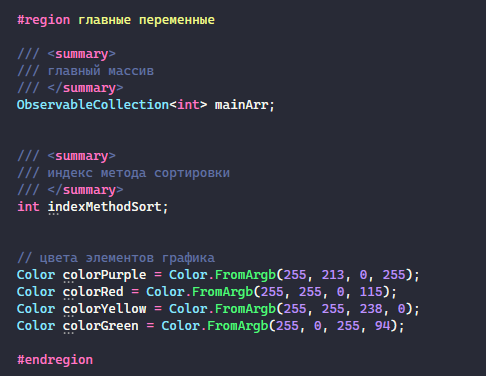 #region главные переменные
/// <summary>
/// главный массив
/// </summary>
ObservableCollection<int> mainArr;
/// <summary>
/// индекс метода сортировки
/// </summary>
int indexMethodSort;
// цвета элементов графика
Color colorPurple = Color.FromArgb(255, 213, 0, 255);
Color colorRed = Color.FromArgb(255, 255, 0, 115);
Color colorYellow = Color.FromArgb(255, 255, 238, 0);
Color colorGreen = Color.FromArgb(255, 0, 255, 94);
#endregion